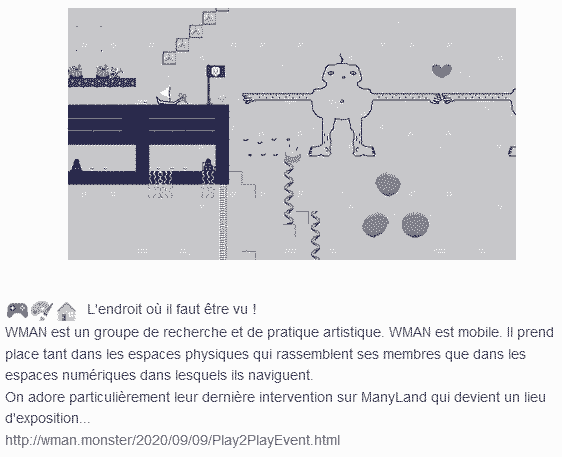 L'endroit où il faut être vu !
WMAN est un groupe de recherche et de pratique artistique. WMAN est mobile. Il prend
place tant dans les espaces physiques qui rassemblent ses membres que dans les
espaces numériques dans lesquels ils naviguent.
On adore particulièrement leur dernière intervention sur ManyLand qui devient un lieu
d'exposition...
http://wman.monster/2020/09/09/Play2PlayEvent.html